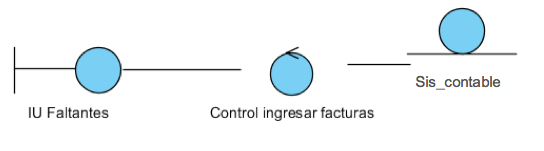 Sis_contable
IU Faltantes
Control ingresar facturas